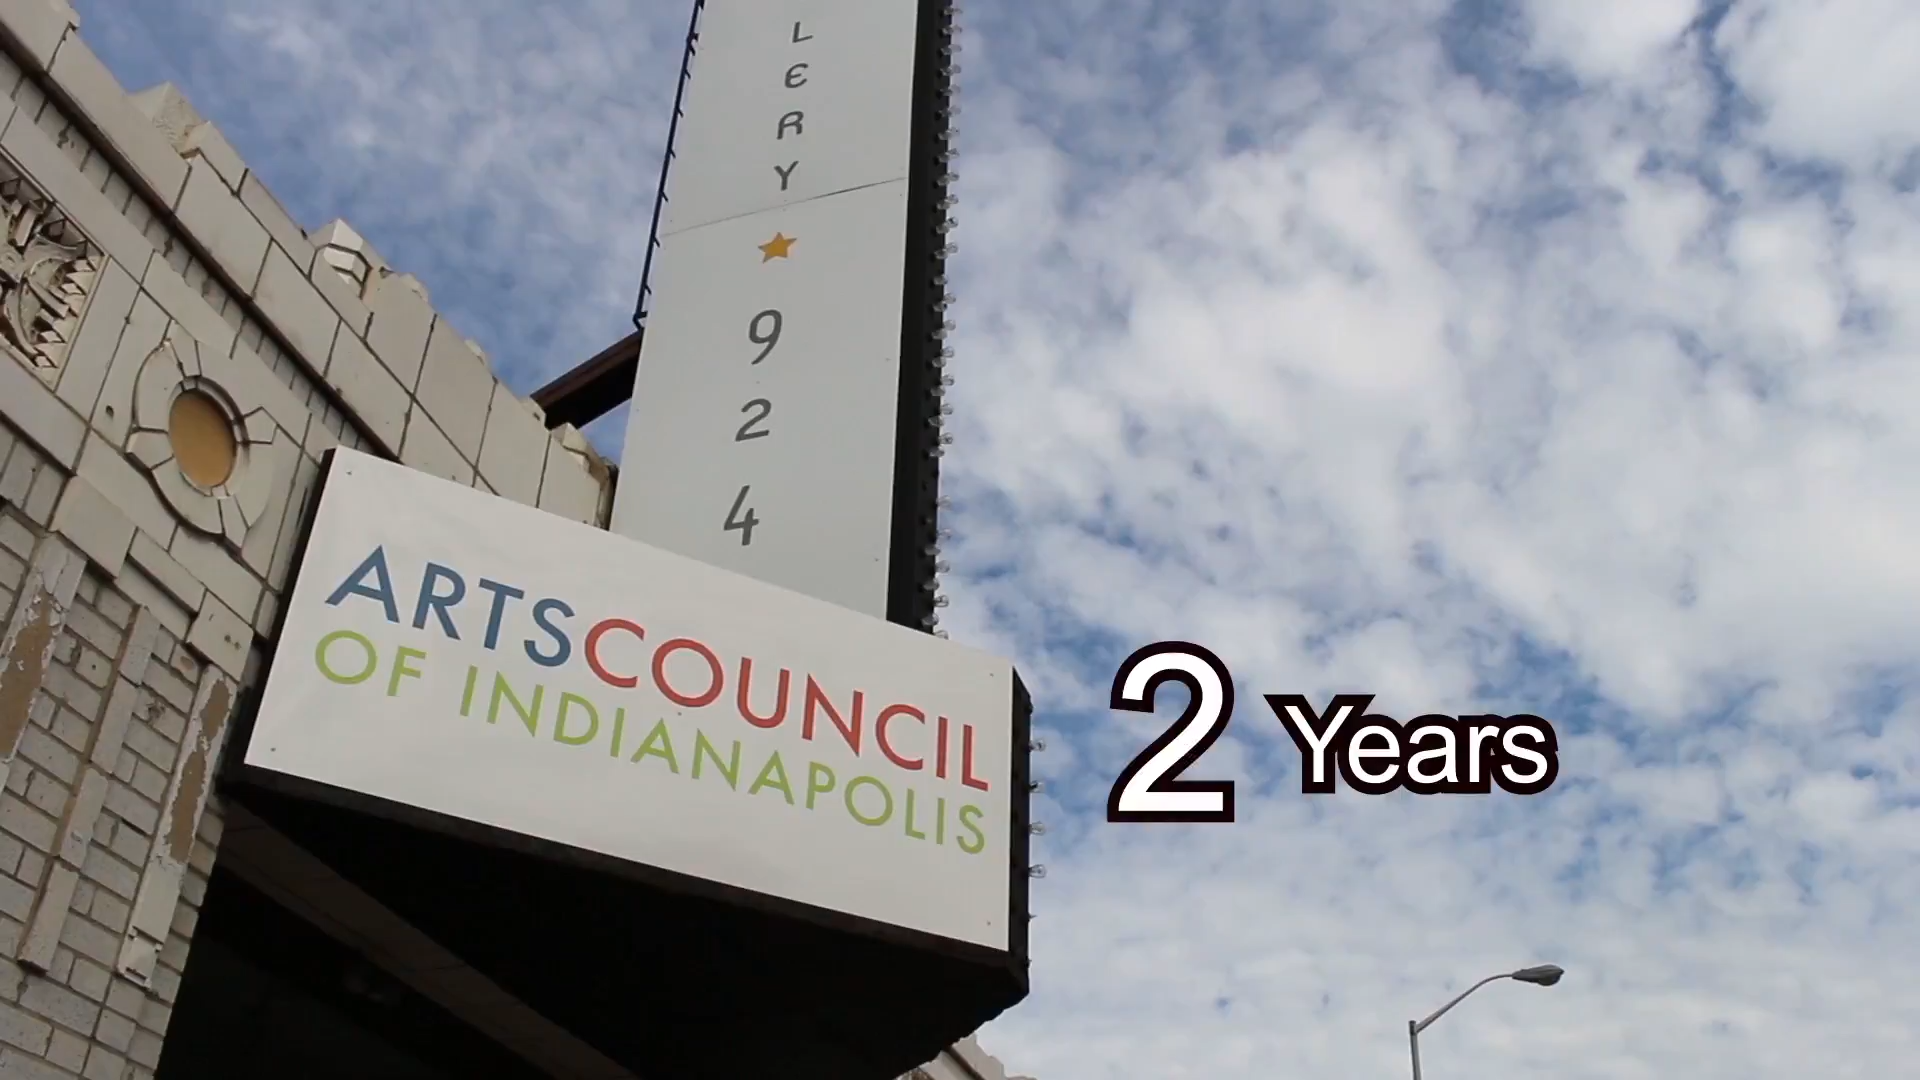 LERY
924
ARTSCOUNCIL
OF INDIANAPOLIS
2 Years